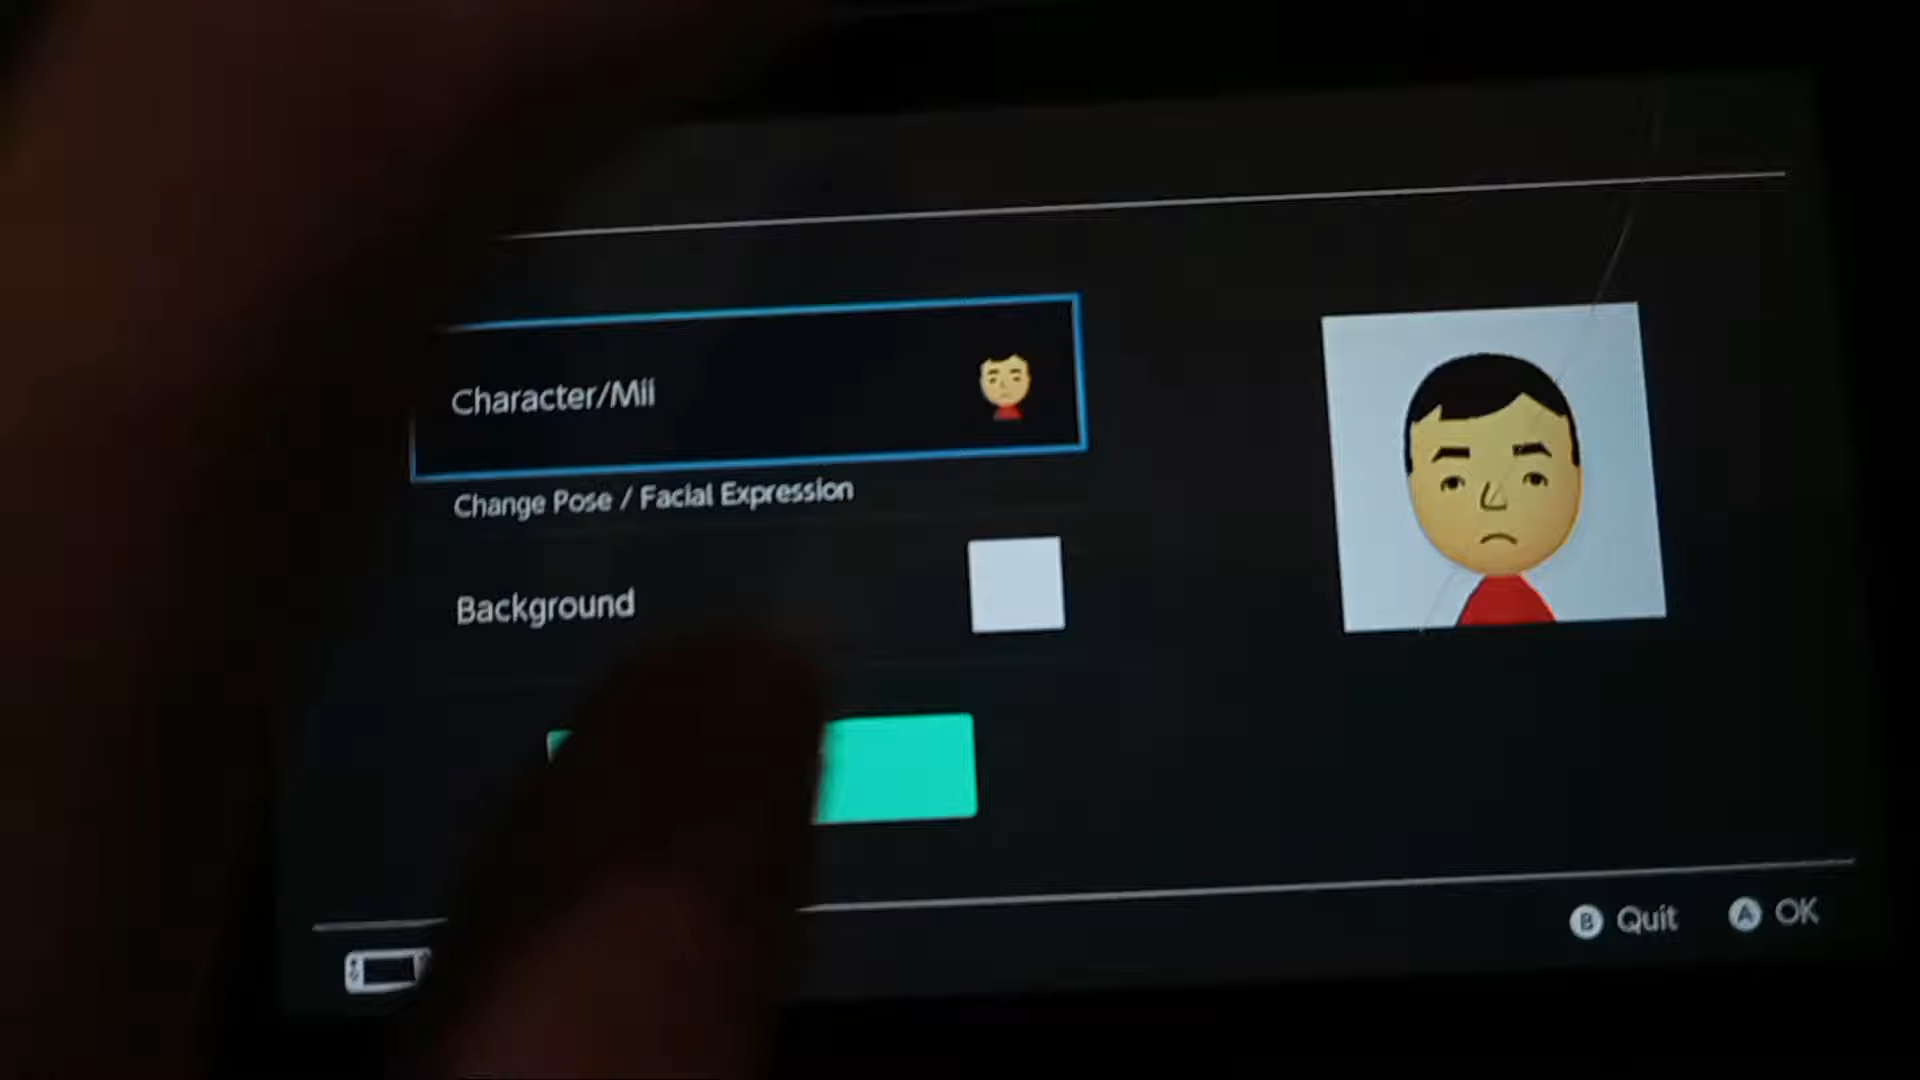 Character/Mii
Change Pose / Facial Expression
Background
B Quit A OK